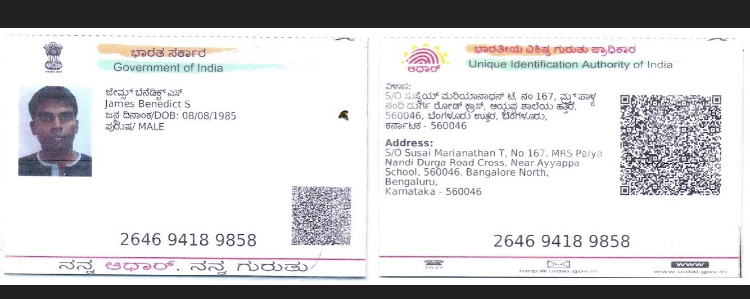 ಭಾರತ ಸರ್ಕಾರ
Government of India
ಜೇಮ್ಸ್ ಬೆನೆಡಿಕ್ಟ್ ಎಸ್
James Benedict S
ಜನ್ಮ ದಿನಾಂಕ/DOB: 08/08/1985
ಪುರುಷ/ MALE
2646 9418 9858
ನನ್ನ ಆಧಾರ್, ನನ್ನ ಗುರುತು
ಭಾರತೀಯ ವಿಶಿಷ್ಟ ಗುರುತು ಪ್ರಾಧಿಕಾರ
ಆಧಾರ್
Unique Identification Authority of India
ವಿಳಾಸ:
S/O ಮರಿಯಾನಾಥನ್ ಟಿ, ನಂ 167,
ನಂದಿ ದುರ್ಗ ರೋಡ್ ಕ್ರಾಸ್, ಅಯ್ಯಪ್ಪ ಶಾಲೆಯ ಹತ್ತಿರ,
560046, ಬೆಂಗಳೂರು ಉತ್ತರ, ಬೆಂಗಳೂರು,
ಕರ್ನಾಟಕ - 560046
Address:
S/O Susai Marianathan T, No 167, MRS Palya
Nandi Durga Road Cross, Near Ayyappa
School, 560046, Bangalore North,
Bengaluru,
Karnataka - 560046
2646 9418 9858
1947
help@uidai.gov.in
www
www.uidai.gov.in